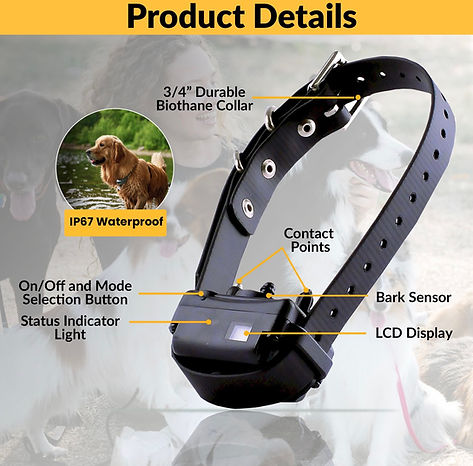 Product Details
3/4” Durable
Biothane Collar
IP67 Waterproof
Contact
Points
On/Off and Mode
Selection Button
Bark Sensor
Status Indicator
Light
LCD Display